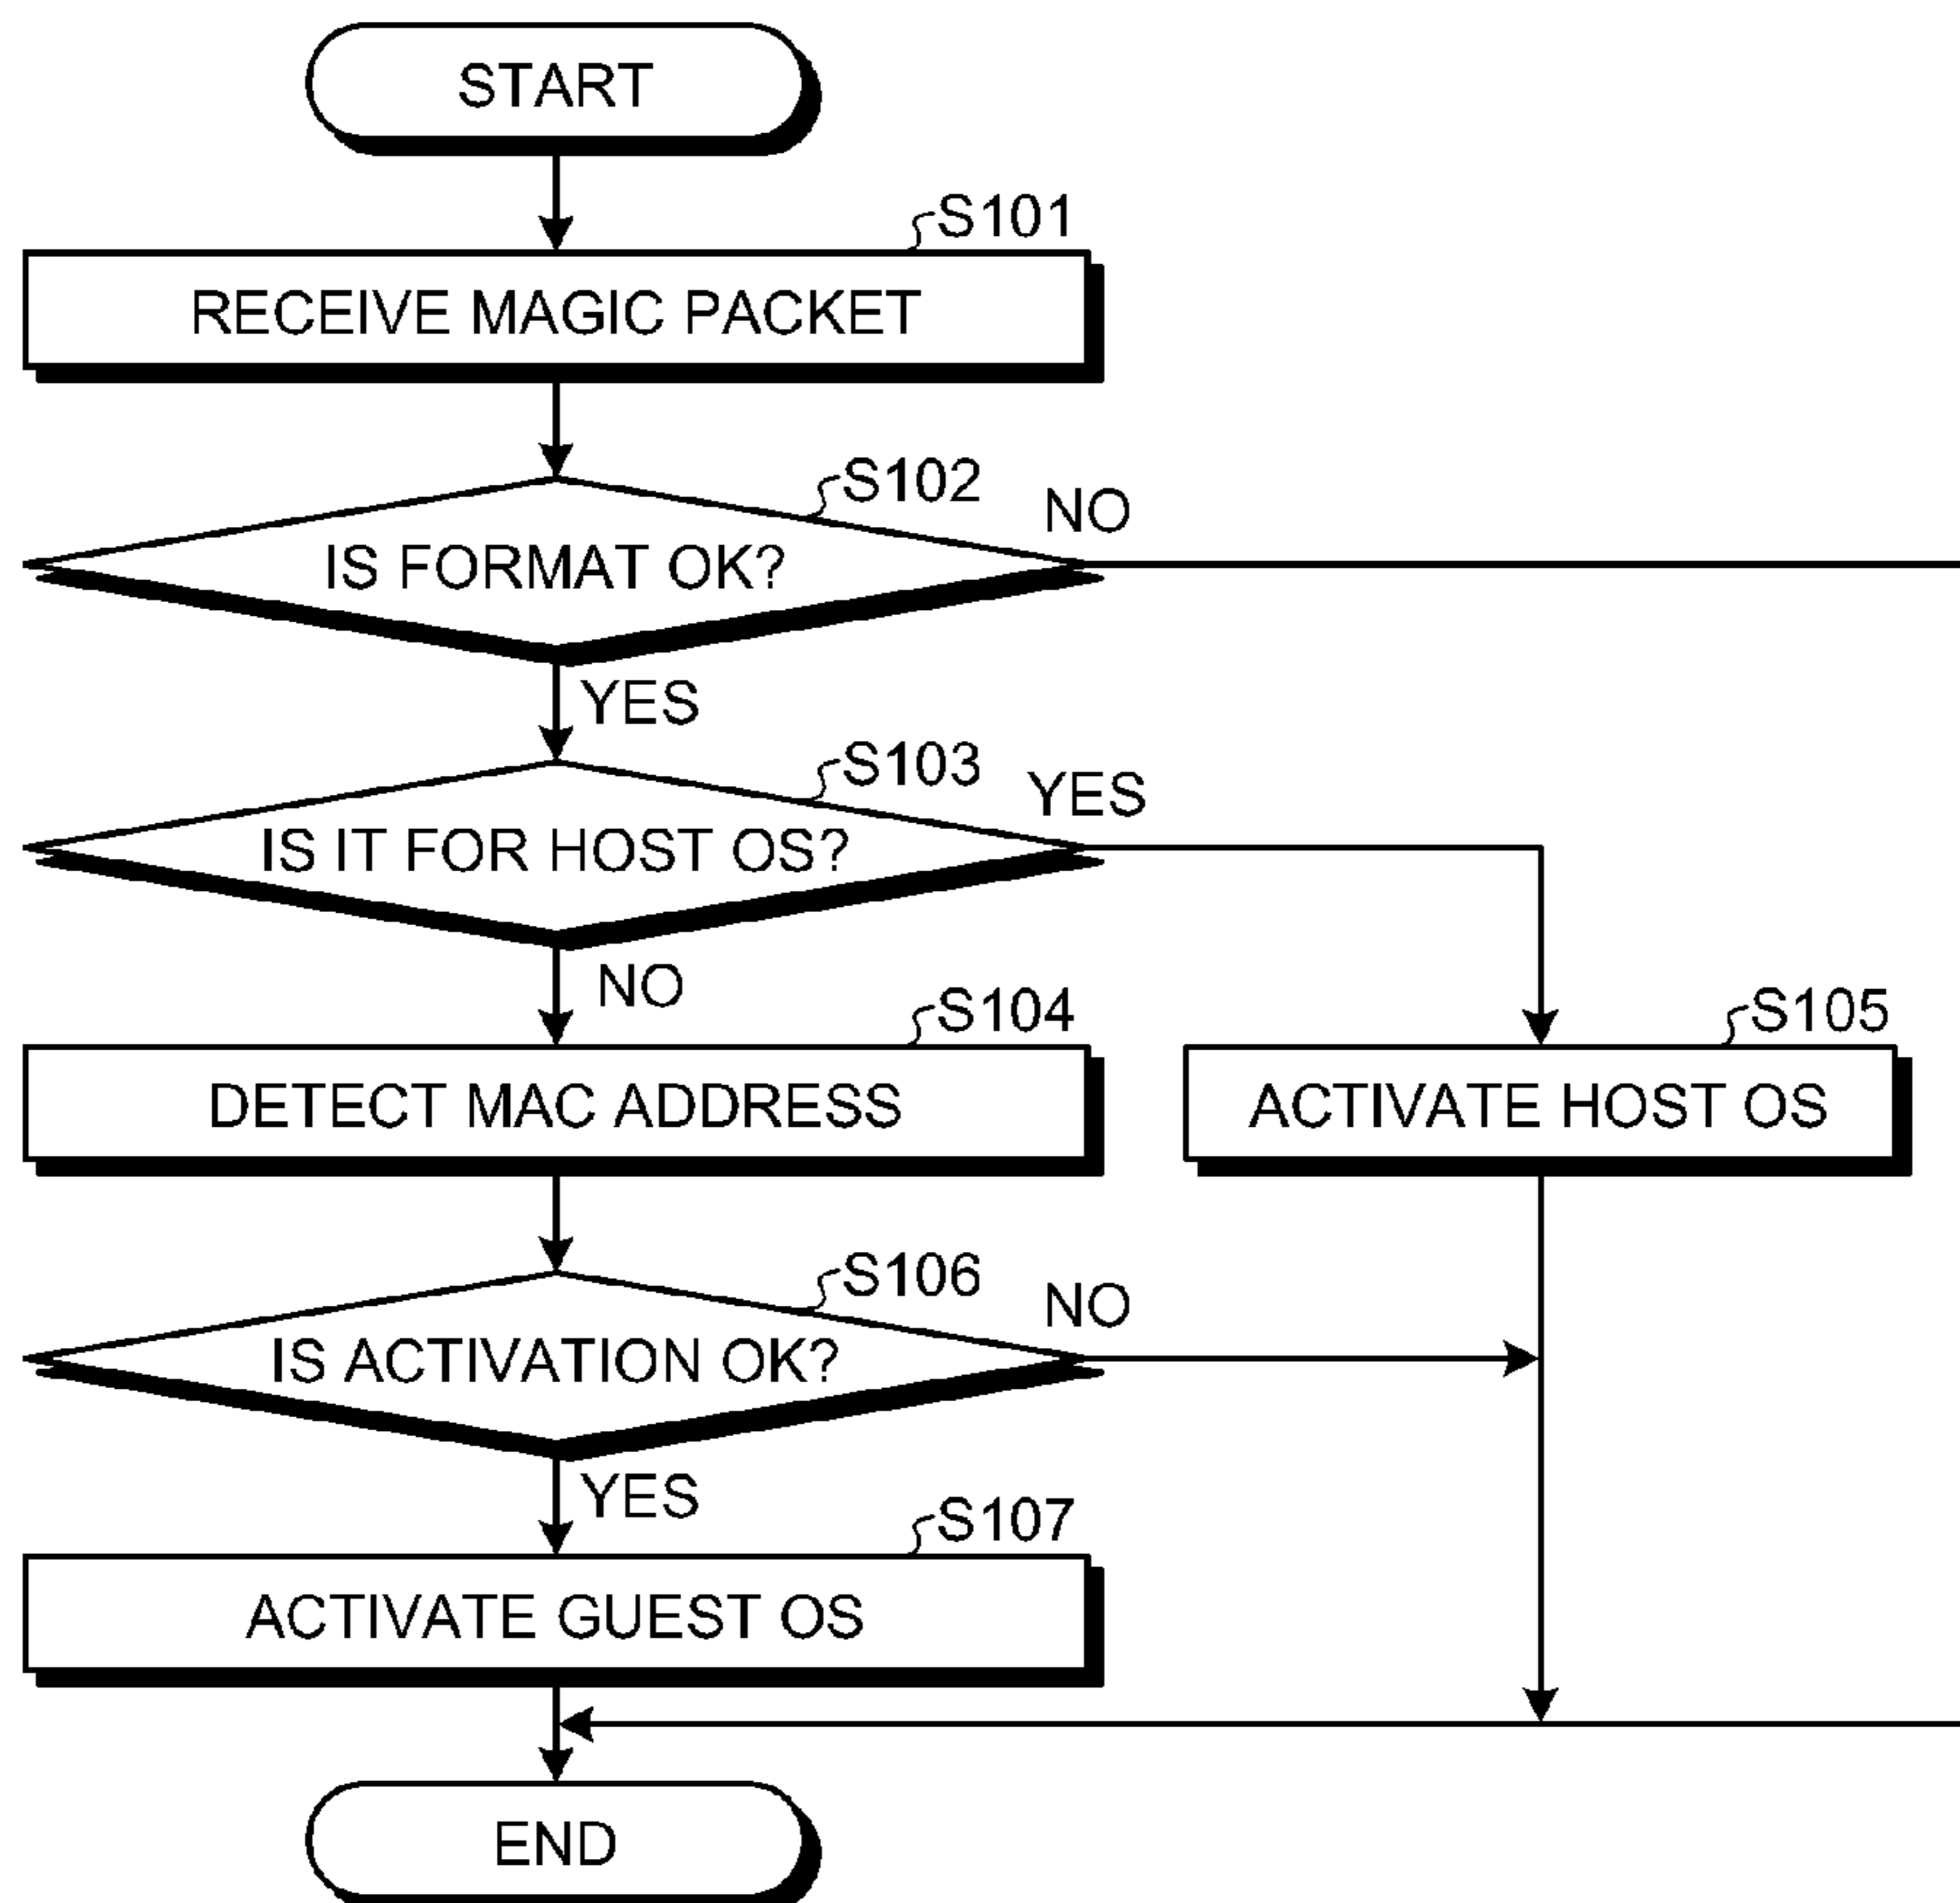 START
S101
RECEIVE MAGIC PACKET
S102
NO
IS FORMAT OK?
YES
S103
YES
IS IT FOR HOST OS?
NO
S104
S105
DETECT MAC ADDRESS
ACTIVATE HOST OS
S106
NO
IS ACTIVATION OK?
YES
S107
ACTIVATE GUEST OS
END